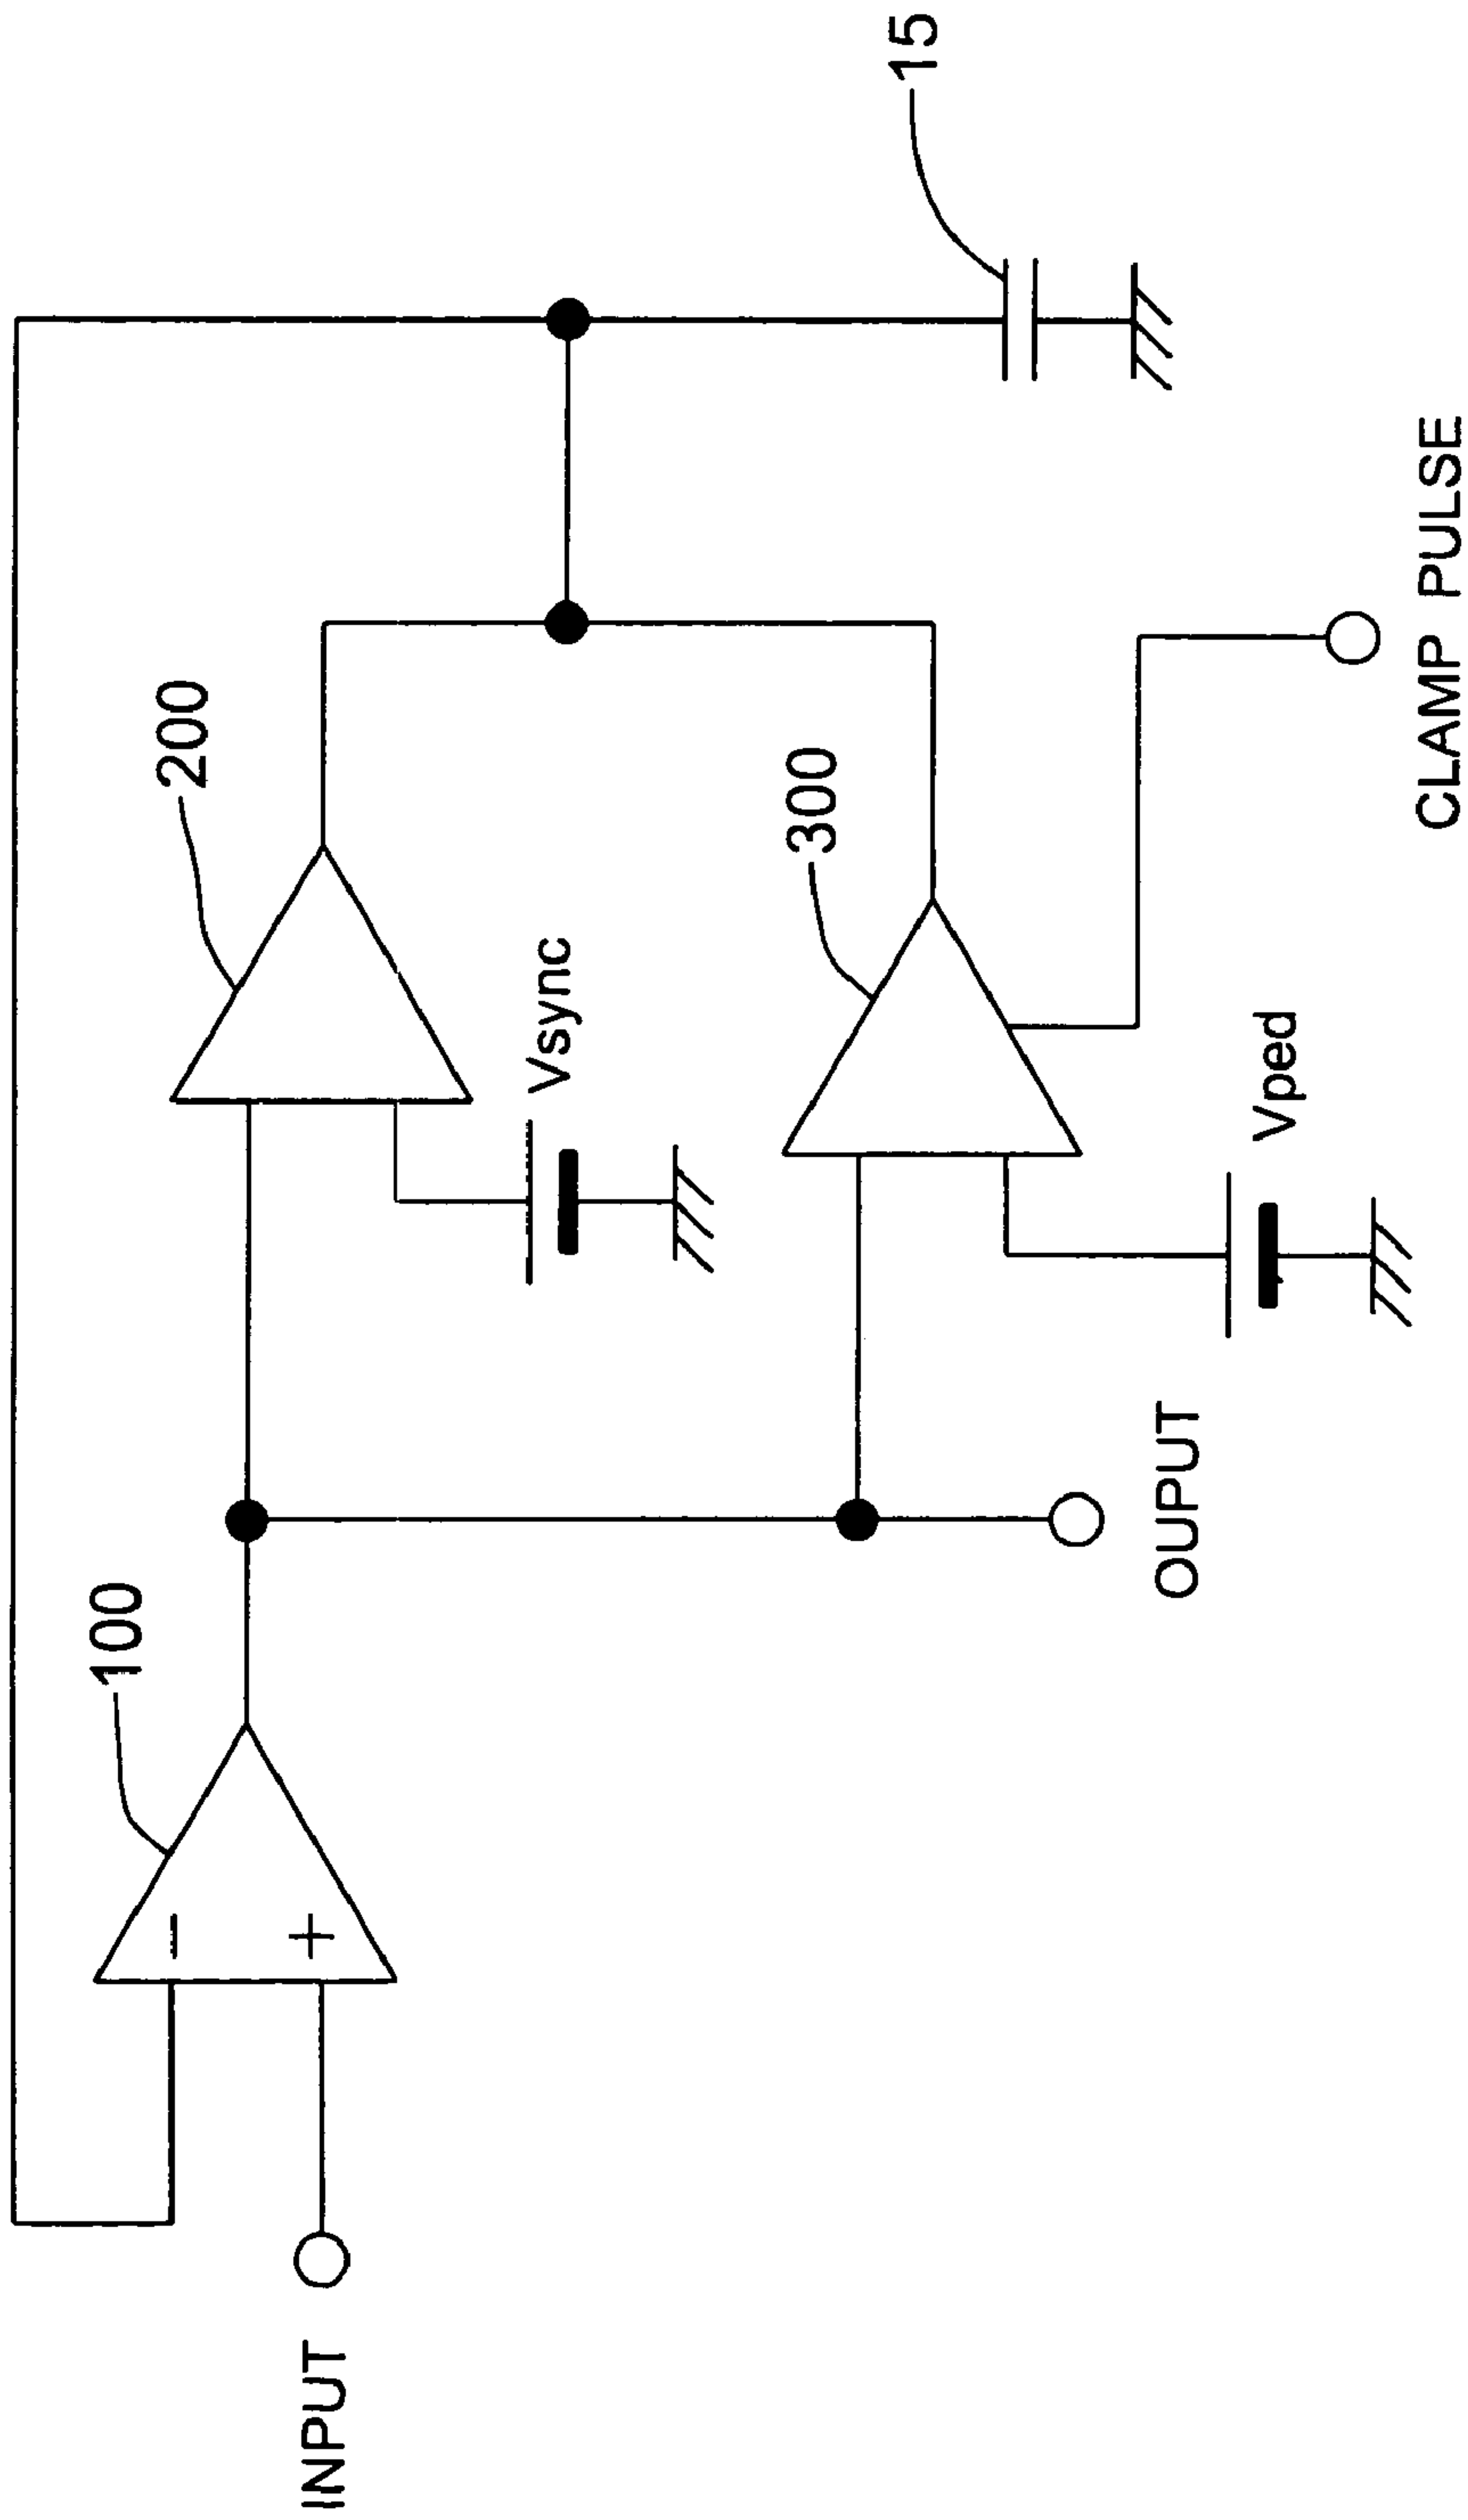 100
200
15
−
+
INPUT
Vsync
300
OUPUT
Vped
CLAMP PULSE